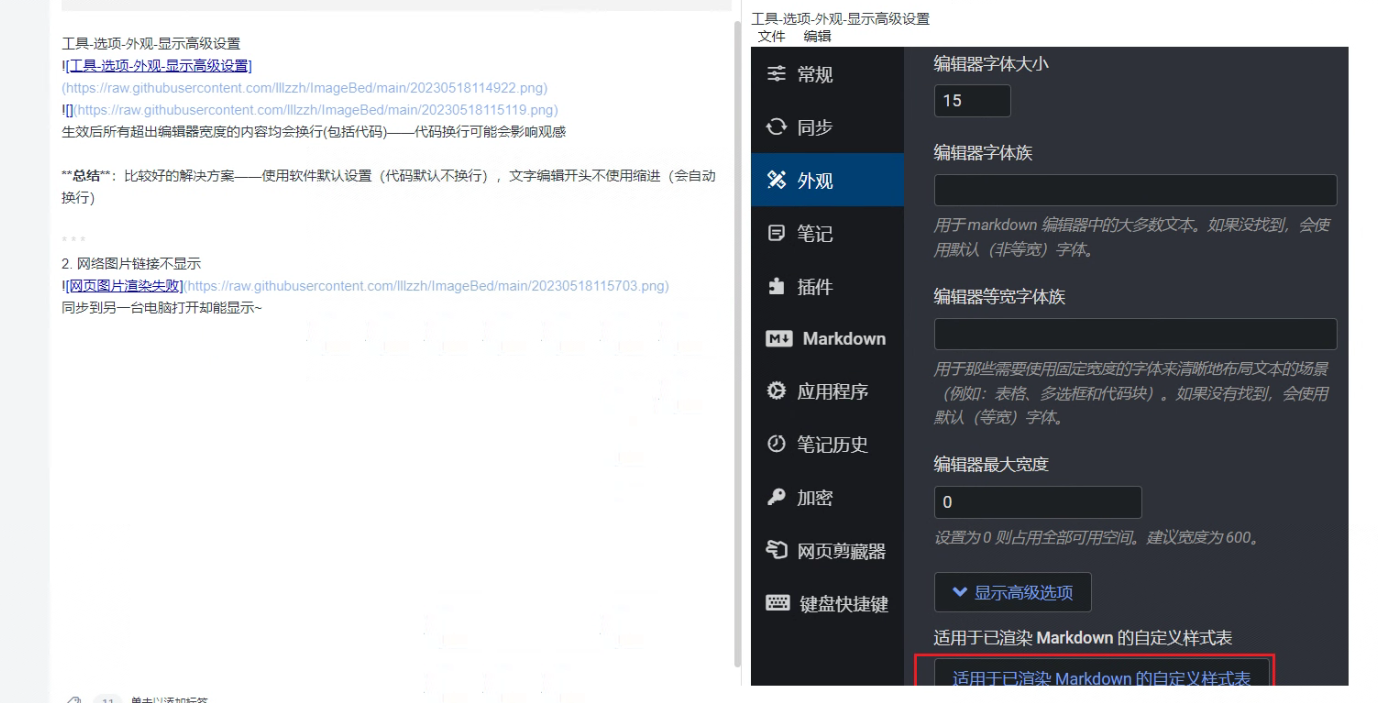 工具-选项-外观-显示高级设置
![工具-选项-外观-显示高级设置]
(https://raw.githubusercontent.com/lllzzh/ImageBed/main/20230518114922.png)
![](https://raw.githubusercontent.com/lllzzh/ImageBed/main/20230518115119.png)
生效后所有超出编辑器宽度的内容均会换行(包括代码)——代码换行可能会影响观感
**总结**：比较好的解决方案——使用软件默认设置（代码默认不换行），文字编辑开头不使用缩进（会自动
换行）
* * *
2. 网络图片链接不显示
![网页图片渲染失败](https://raw.githubusercontent.com/lllzzh/ImageBed/main/20230518115703.png)
同步到另一台电脑打开却能显示~
11 单击以添加标签
工具-选项-外观-显示高级设置
文件 编辑
常规
同步
外观
笔记
插件
Markdown
应用程序
笔记历史
加密
网页剪藏器
键盘快捷键
编辑器字体大小
15
编辑器字体族
用于 markdown 编辑器中的大多数文本。如果没找到，会使
用默认（非等宽）字体。
编辑器等宽字体族
用于那些需要使用固定宽度的字体来清晰地布局文本的场景
（例如：表格、多选框和代码块）。如果没有找到，会使用
默认（等宽）字体。
编辑器最大宽度
0
设置为 0 则占用全部可用空间。建议宽度为 600。
显示高级选项
适用于已渲染 Markdown 的自定义样式表
适用于已渲染 Markdown 的自定义样式表